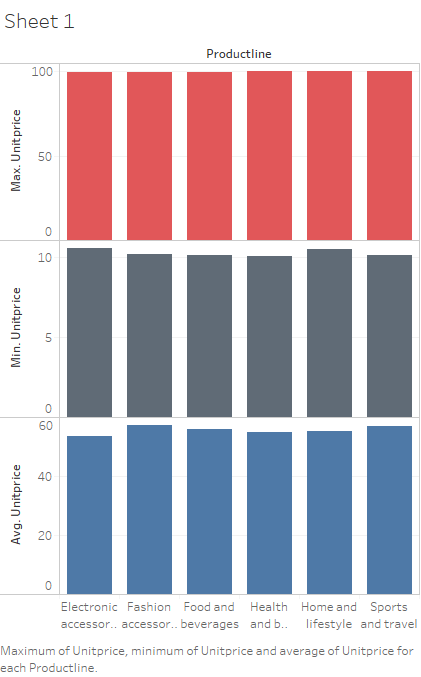 Sheet 1
Productline
Max. Unitprice
100
50
0
Min. Unitprice
10
5
0
Avg. Unitprice
60
40
20
0
Electronic accessor..
Fashion accessor..
Food and beverages
Health and b..
Home and lifestyle
Sports and travel
Maximum of Unitprice, minimum of Unitprice and average of Unitprice for
each Productline.